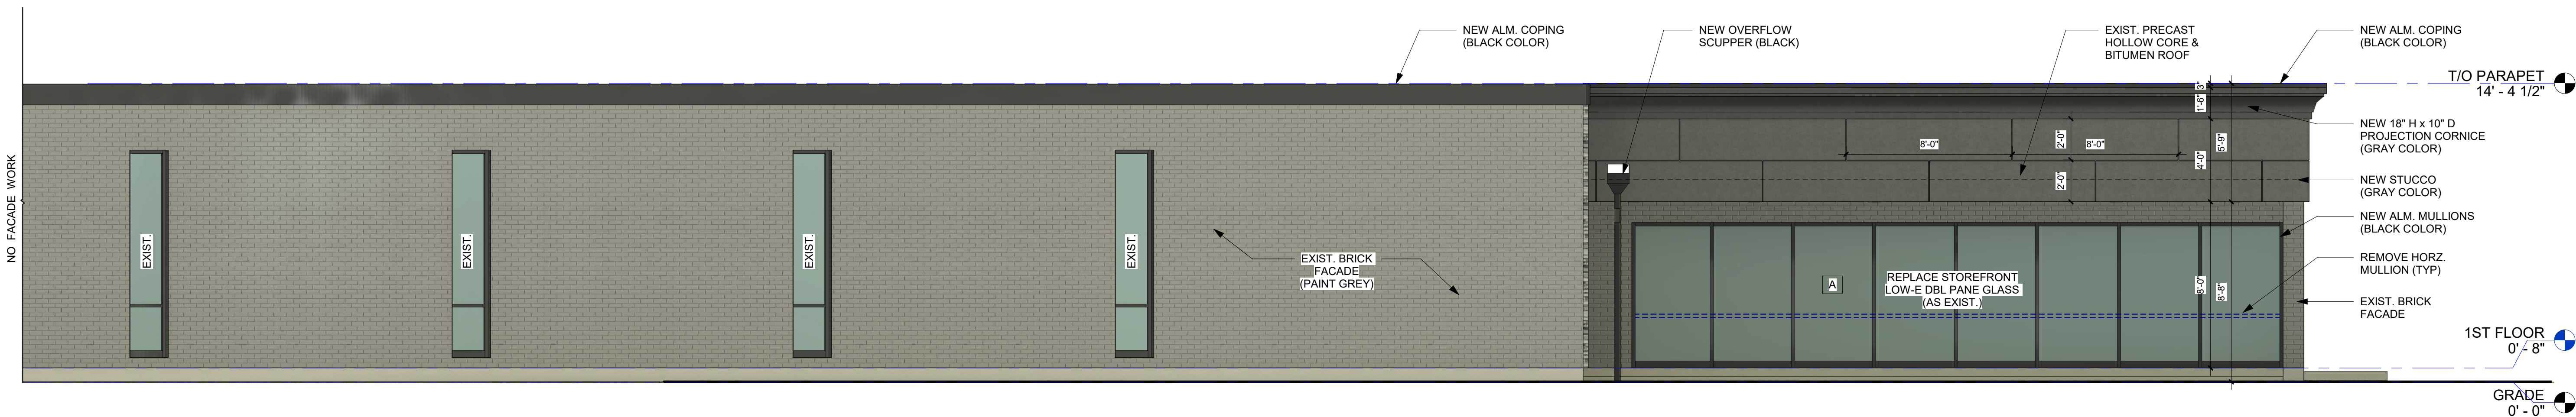 NO FACADE WORK
EXIST.
EXIST.
EXIST.
EXIST.
NEW ALM. COPING
(BLACK COLOR)
EXIST. BRICK
FACADE
(PAINT GREY)
NEW OVERFLOW
SCUPPER (BLACK)
EXIST. PRECAST
HOLLOW CORE &
BITUMEN ROOF
NEW ALM. COPING
(BLACK COLOR)
T/O PARAPET
14' - 4 1/2"
3"
1'-6"
NEW 18" H x 10" D
PROJECTION CORNICE
(GRAY COLOR)
8'-0"
2'-0"
8'-0"
4'-0"
5'-9"
2'-0"
NEW STUCCO
(GRAY COLOR)
NEW ALM. MULLIONS
(BLACK COLOR)
REMOVE HORZ.
MULLION (TYP)
A
REPLACE STOREFRONT
LOW-E DBL PANE GLASS
(AS EXIST.)
8'-0"
8'-8"
EXIST. BRICK
FACADE
1ST FLOOR
0' - 8"
GRADE
0' - 0"